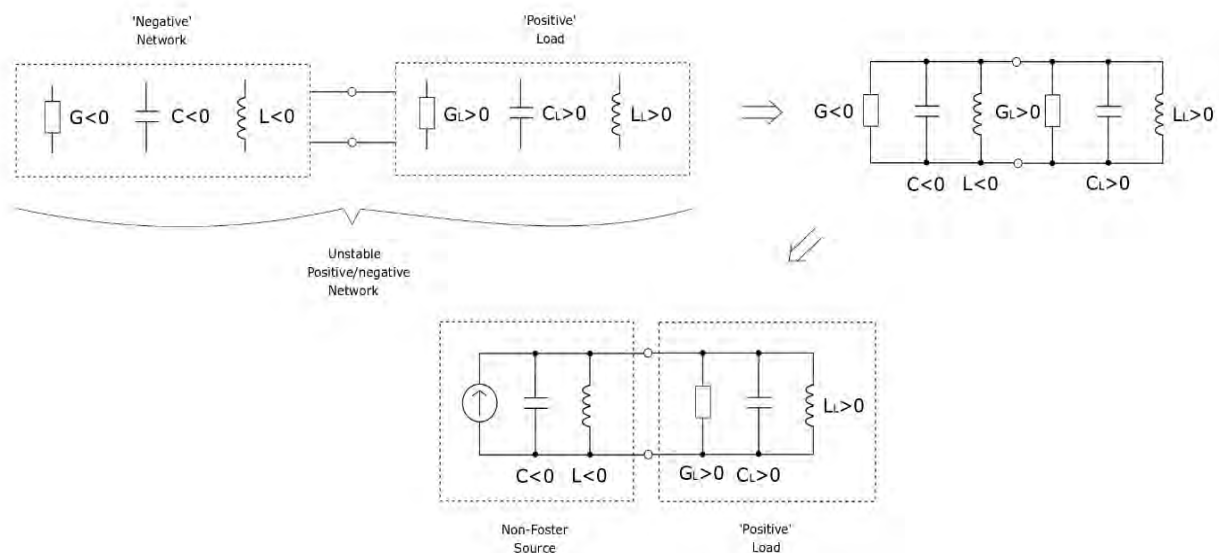 'Negative'
Network
'Positive'
Load
G<0 C<0 L<0 GL>0 CL>0 LL>0
G<0 GL>0 LL>0
C<0 L<0 CL>0
Unstable
Positive/negative
Network
LL>0
C<0 L<0 GL>0 CL>0
Non-Foster
Source
'Positive'
Load